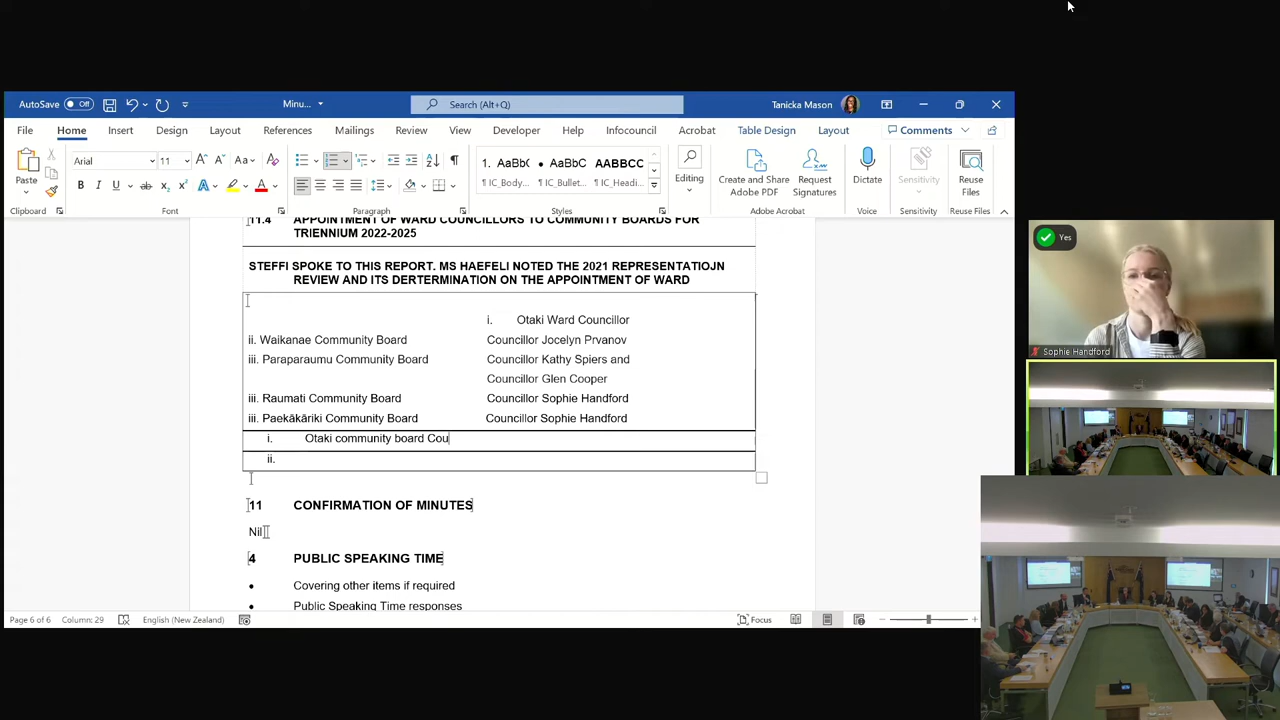 AutoSave Off
Minu...
Search (Alt+Q)
Tanicka Mason
File Home Insert Draw Design Layout References Mailings Review View Developer Help Infocouncil Acrobat Table Design Layout Comments
Arial 11
1. AaBb( AaBbC AABBCC
Paste
IC_Body... IC_Bullet... IC_Headi...
Editing
Create and Share Adobe PDF
Request Signatures
Dictate
Sensitivity
Reuse Files
Clipboard Font Paragraph Styles Adobe Acrobat Voice Sensitivity Reuse Files
11.4 APPOINTMENT OF WARD COUNCILLORS TO COMMUNITY BOARDS FOR
TRIENNIUM 2022-2025
STEFFI SPOKE TO THIS REPORT. MS HAEFELI NOTED THE 2021 REPRESENTATIOJN
REVIEW AND ITS DERTERMINATION ON THE APPOINTMENT OF WARD
i. Otaki Ward Councillor
ii. Waikanae Community Board Councillor Jocelyn Prvanov
iii. Paraparaumu Community Board Councillor Kathy Spiers and
Councillor Glen Cooper
iii. Raumati Community Board Councillor Sophie Handford
iii. Paekākāriki Community Board Councillor Sophie Handford
i. Otaki community board Cou
ii.
11 CONFIRMATION OF MINUTES
Nil
4 PUBLIC SPEAKING TIME
• Covering other items if required
• Public Speaking Time responses
Page 6 of 6 Column: 29 English (New Zealand) Focus
Yes
Sophie Handford